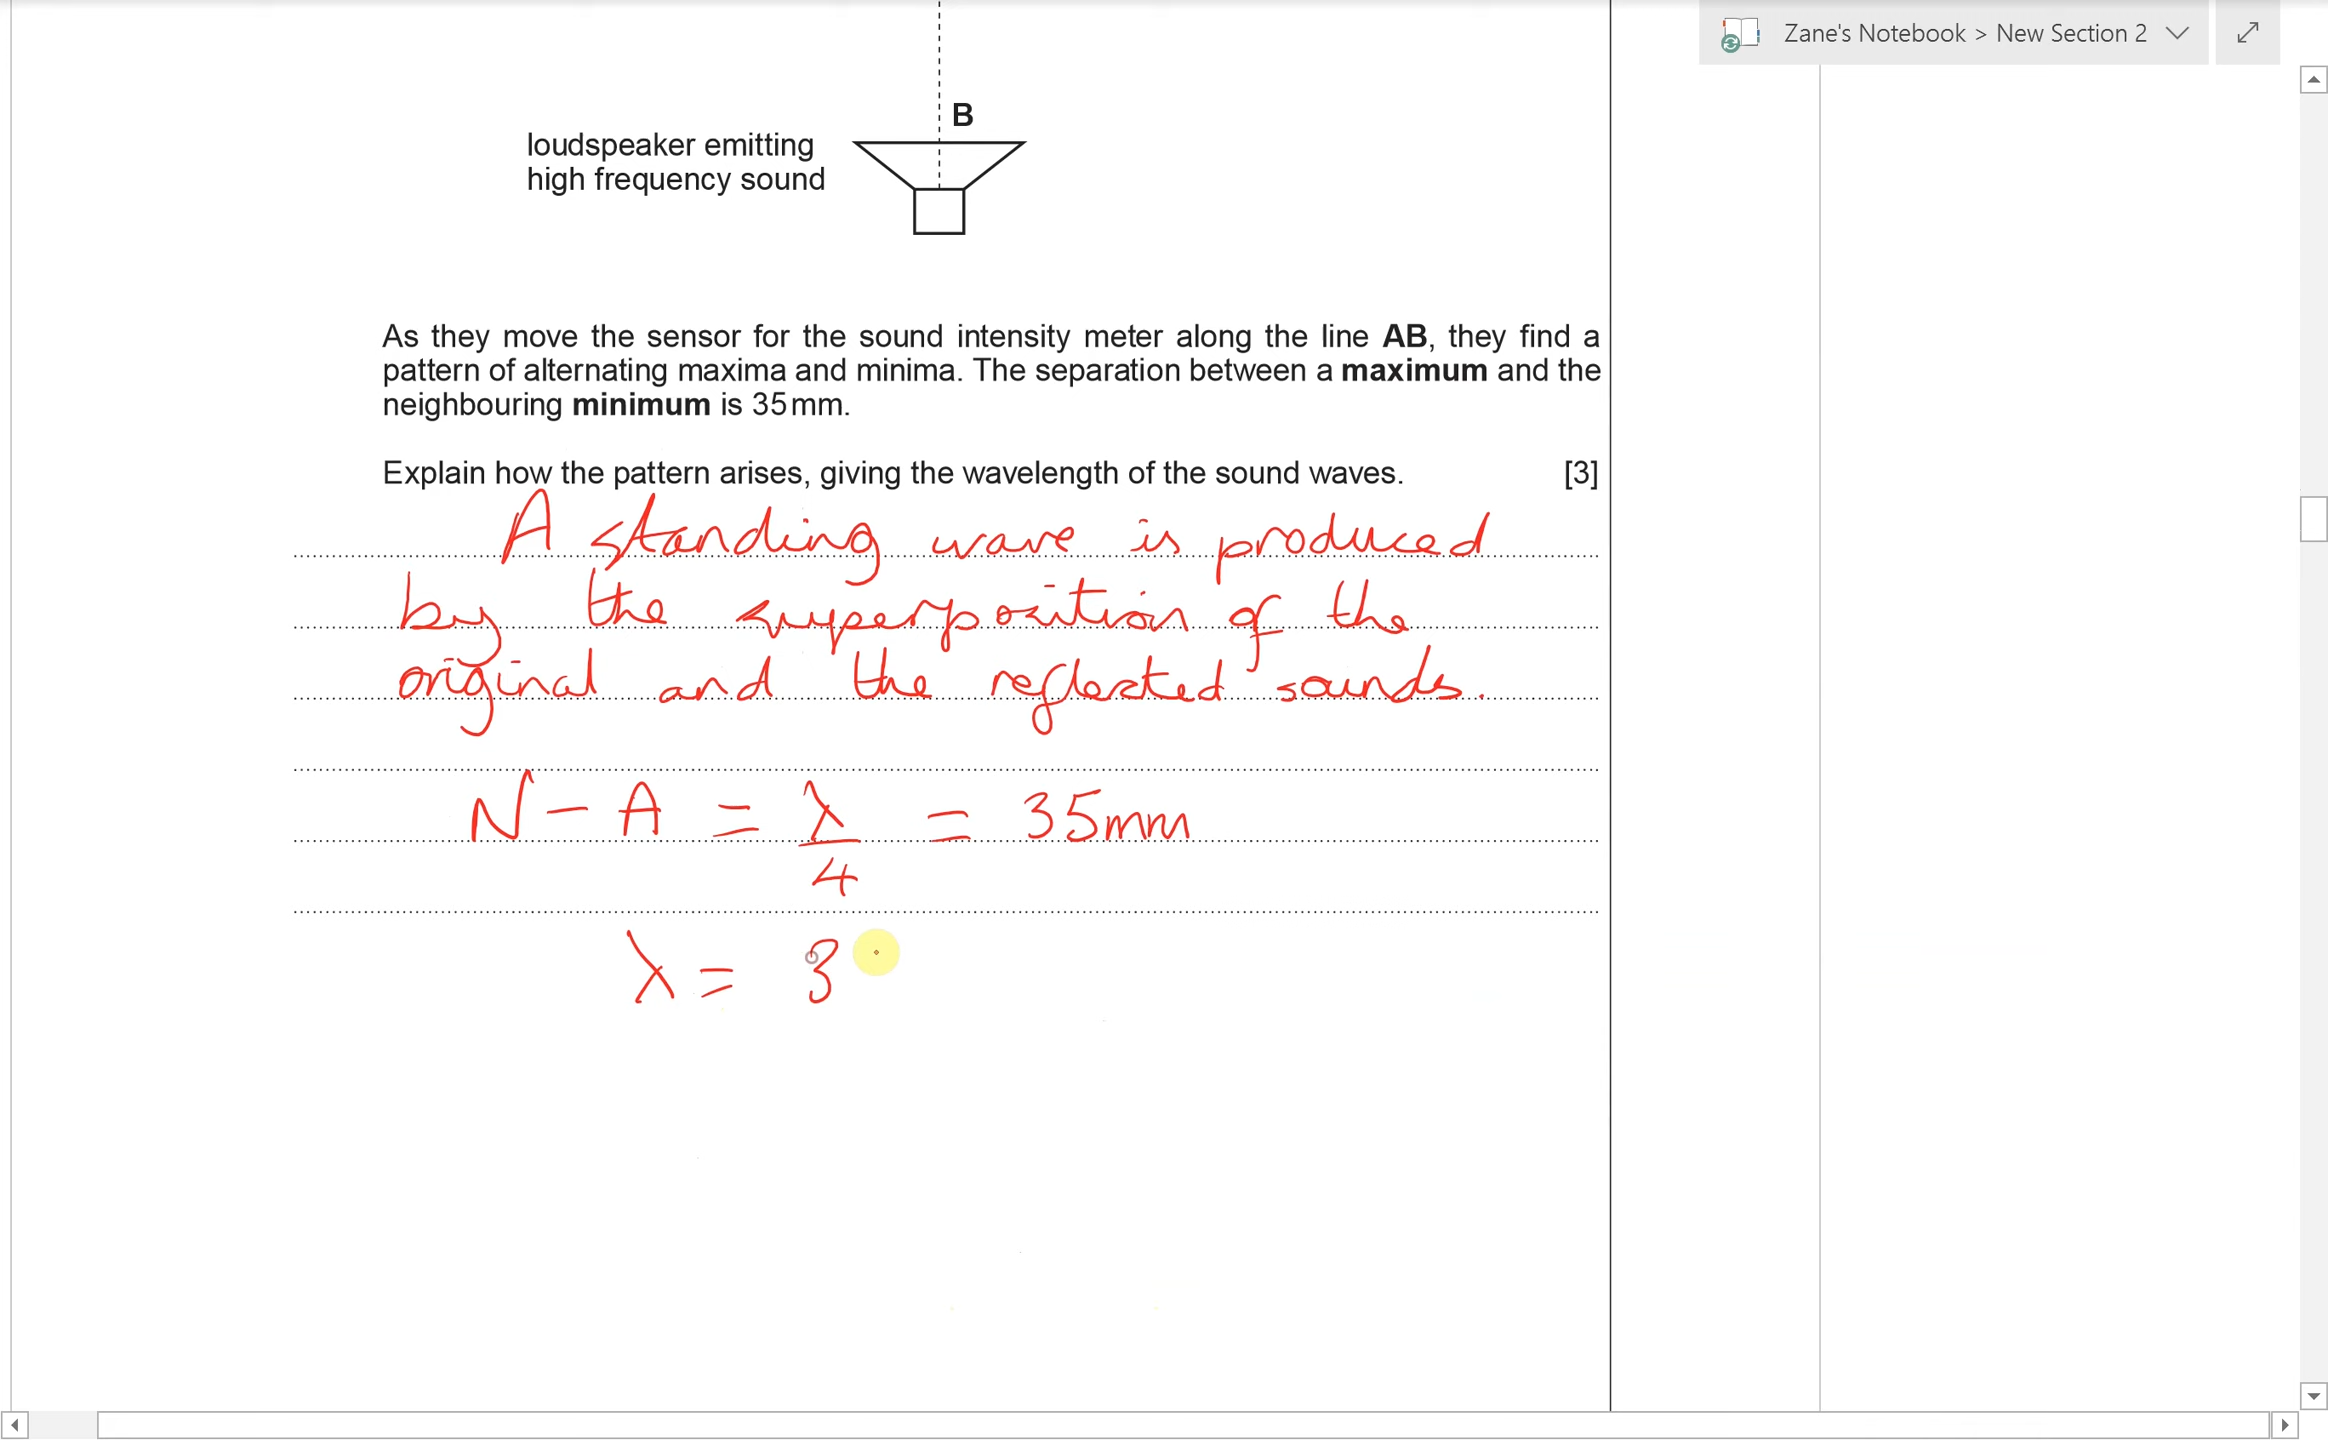 Zane's Notebook > New Section 2
B
loudspeaker emitting
high frequency sound
As they move the sensor for the sound intensity meter along the line AB, they find a
pattern of alternating maxima and minima. The separation between a maximum and the
neighbouring minimum is 35 mm.
Explain how the pattern arises, giving the wavelength of the sound waves. [3]
A standing wave is produced
by the superposition of the
original and the reflected sounds.
N - A = λ/4 = 35mm
λ = 3